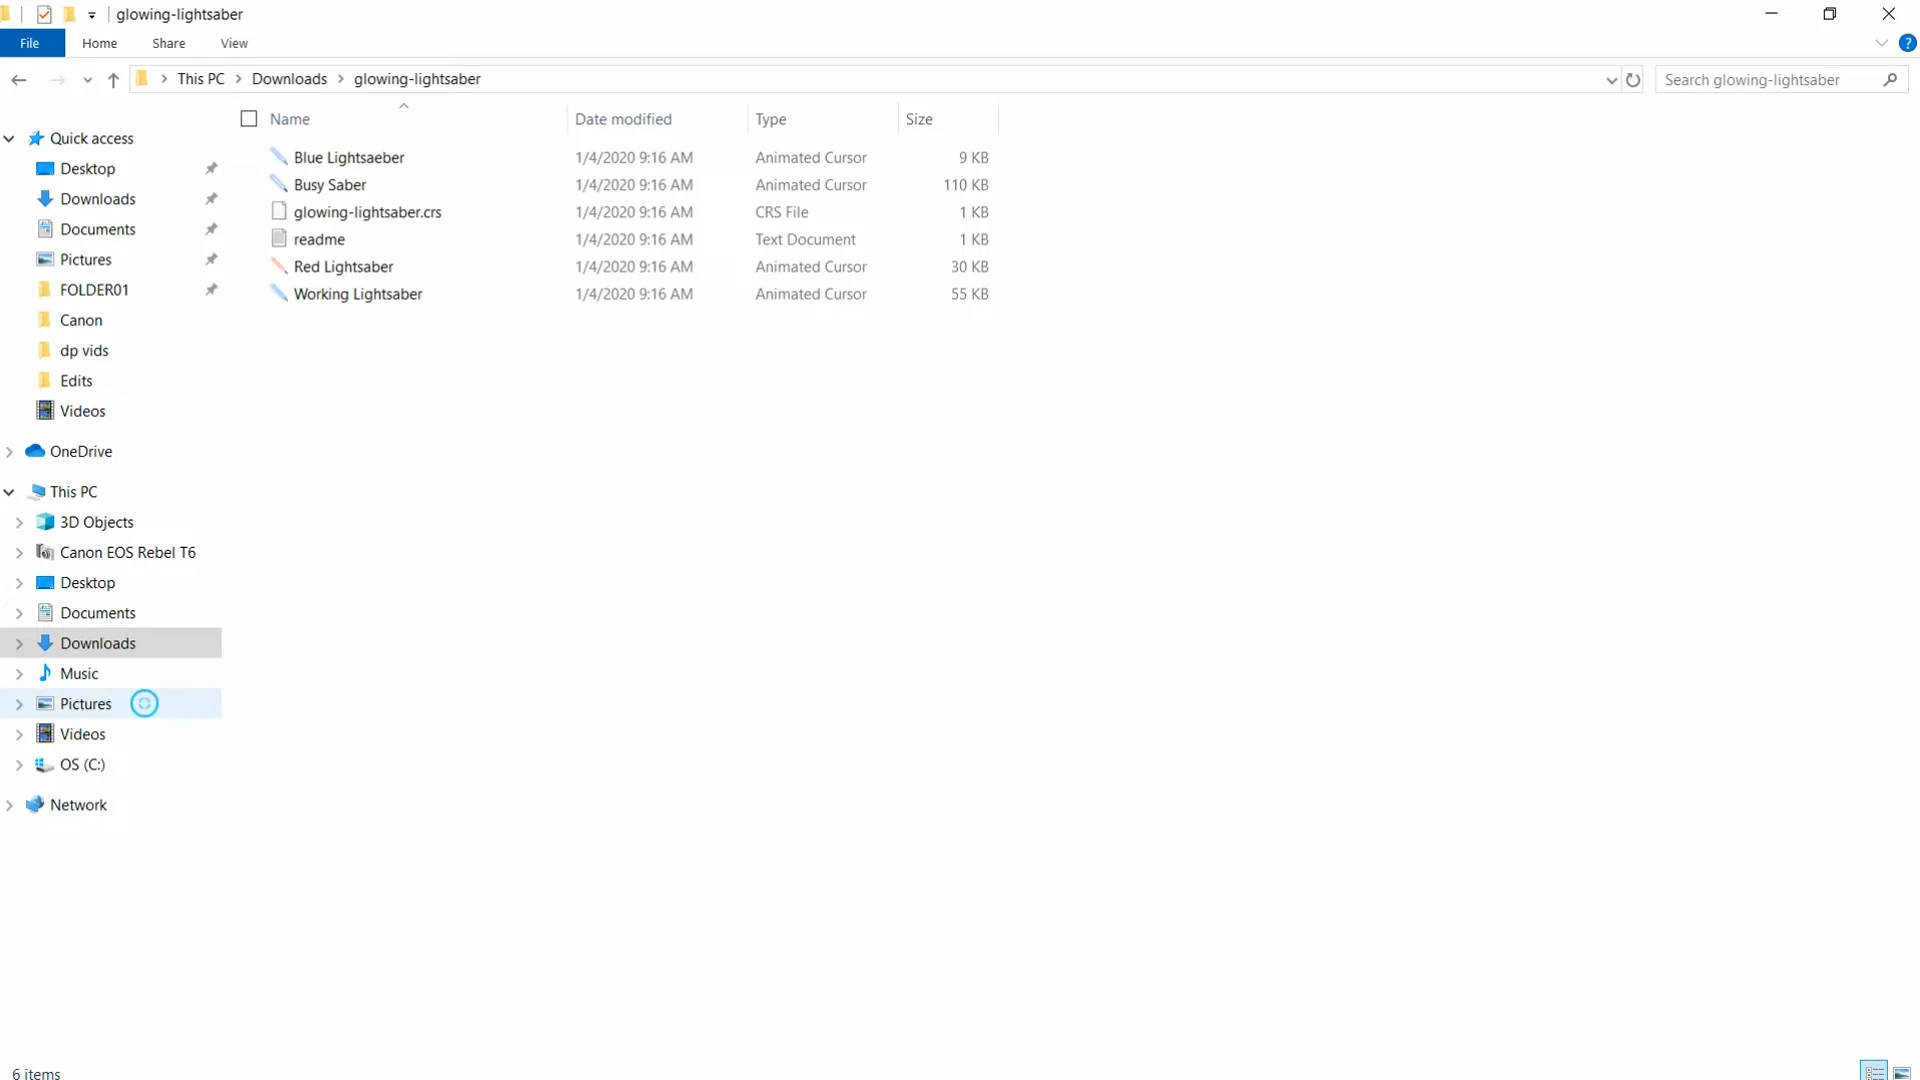 glowing-lightsaber
File Home Share View
This PC Downloads glowing-lightsaber Search glowing-lightsaber
Name Date modified Type Size
Quick access
Desktop
Downloads
Documents
Pictures
FOLDER01
Canon
dp vids
Edits
Videos
OneDrive
This PC
3D Objects
Canon EOS Rebel T6
Desktop
Documents
Downloads
Music
Pictures
Videos
OS (C:)
Network
Blue Lightsaeber 1/4/2020 9:16 AM Animated Cursor 9 KB
Busy Saber 1/4/2020 9:16 AM Animated Cursor 110 KB
glowing-lightsaber.crs 1/4/2020 9:16 AM CRS File 1 KB
readme 1/4/2020 9:16 AM Text Document 1 KB
Red Lightsaber 1/4/2020 9:16 AM Animated Cursor 30 KB
Working Lightsaber 1/4/2020 9:16 AM Animated Cursor 55 KB
6 items